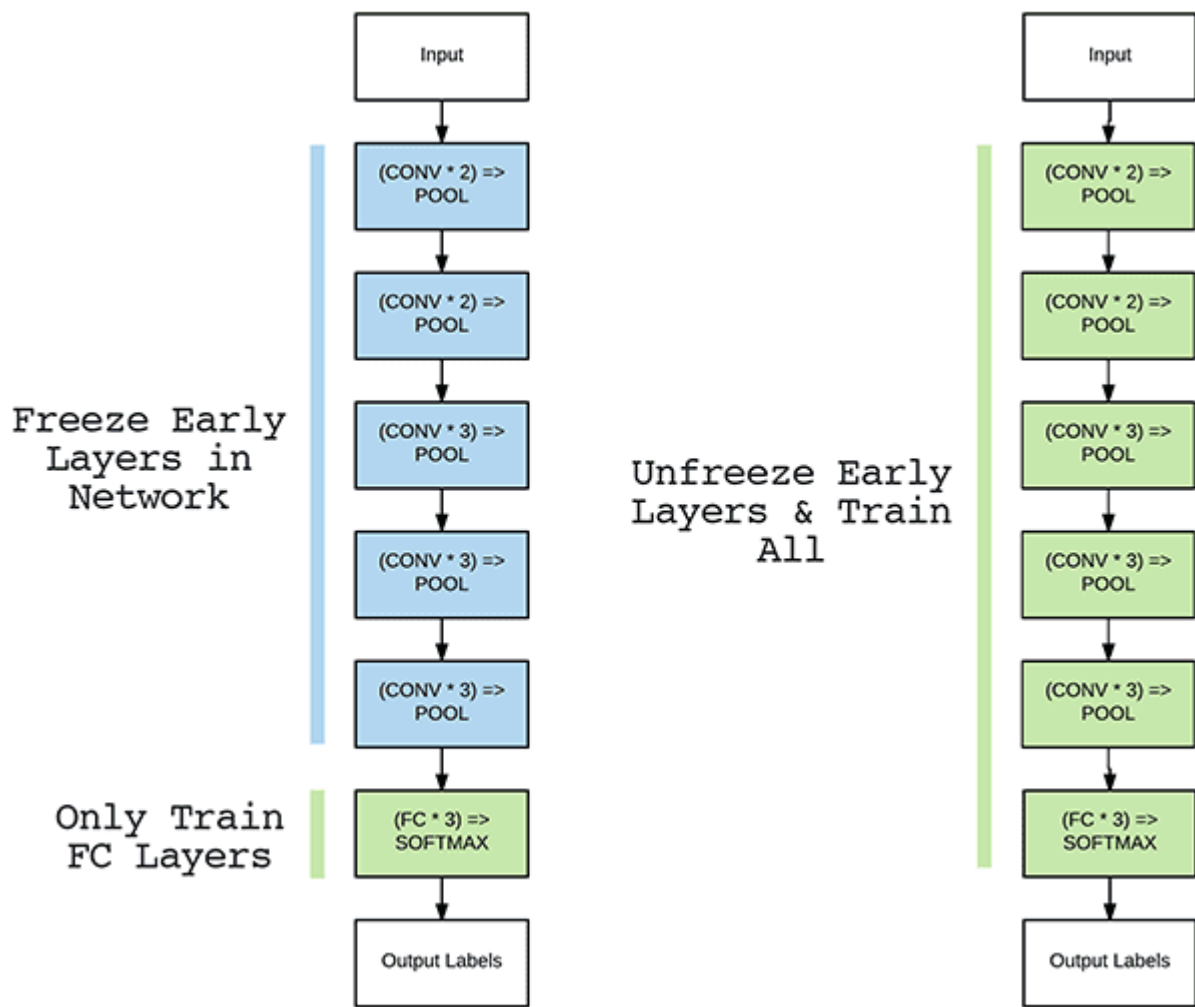 Input
(CONV * 2) =>
POOL
(CONV * 2) =>
POOL
(CONV * 3) =>
POOL
(CONV * 3) =>
POOL
(CONV * 3) =>
POOL
(FC * 3) =>
SOFTMAX
Output Labels
Freeze Early
Layers in
Network
Only Train
FC Layers
Input
(CONV * 2) =>
POOL
(CONV * 2) =>
POOL
(CONV * 3) =>
POOL
(CONV * 3) =>
POOL
(CONV * 3) =>
POOL
(FC * 3) =>
SOFTMAX
Output Labels
Unfreeze Early
Layers & Train
All